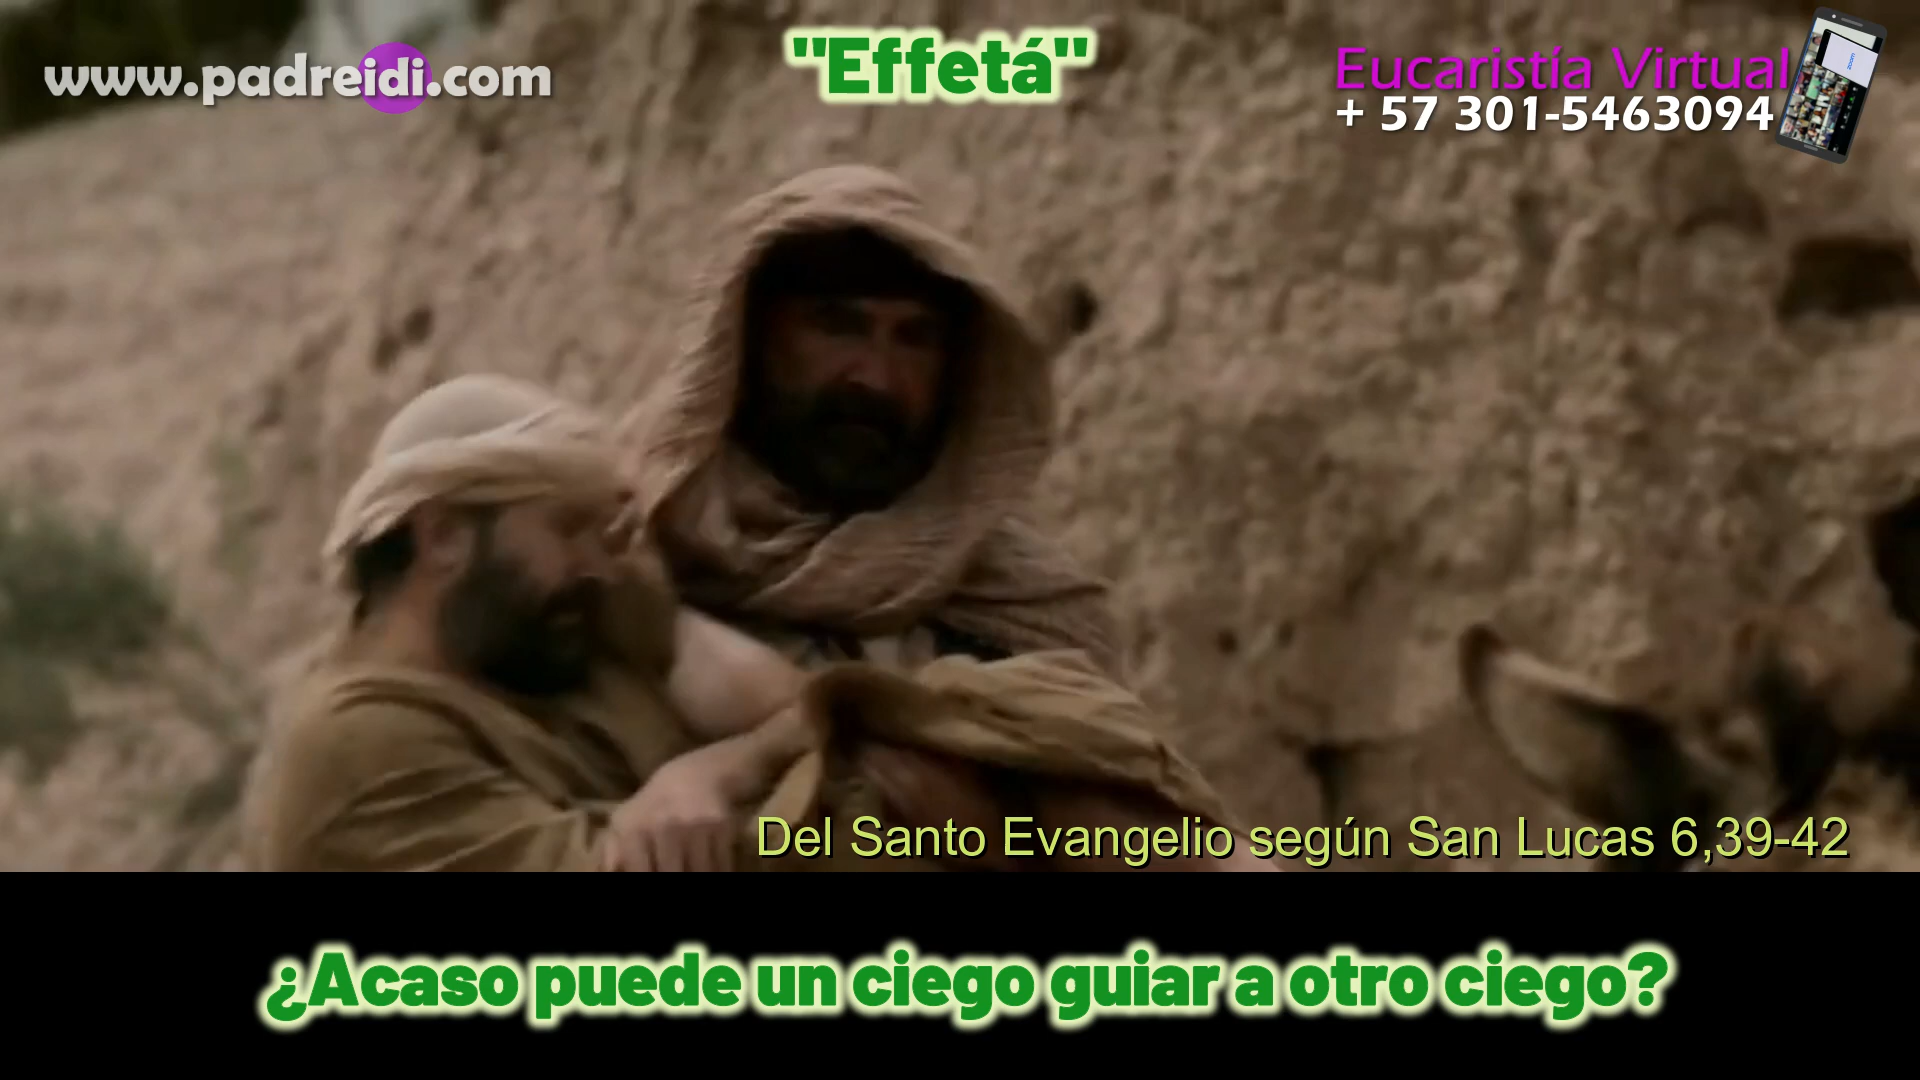 www.padreidi.com
"Effetá"
Eucaristía Virtual
+ 57 301-5463094
zoom
Del Santo Evangelio según San Lucas 6,39-42
¿Acaso puede un ciego guiar a otro ciego?